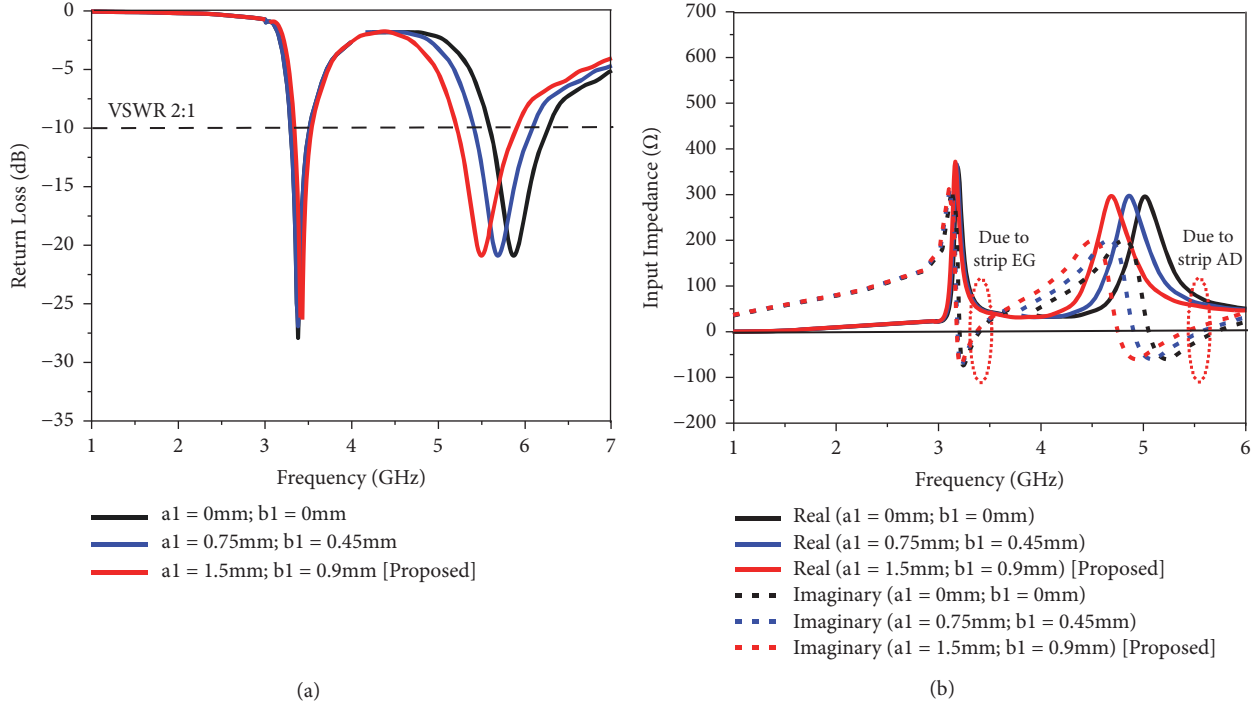 0
−5
−10
−15
−20
−25
−30
−35
Return Loss (dB)
VSWR 2:1
1
2
3
4
5
6
7
Frequency (GHz)
a1 = 0mm; b1 = 0mm
a1 = 0.75mm; b1 = 0.45mm
a1 = 1.5mm; b1 = 0.9mm [Proposed]
(a)
700
600
500
400
300
200
100
0
−100
−200
Input Impedance (Ω)
Due to
strip EG
Due to
strip AD
1
2
3
4
5
6
Frequency (GHz)
Real (a1 = 0mm; b1 = 0mm)
Real (a1 = 0.75mm; b1 = 0.45mm)
Real (a1 = 1.5mm; b1 = 0.9mm) [Proposed]
Imaginary (a1 = 0mm; b1 = 0mm)
Imaginary (a1 = 0.75mm; b1 = 0.45mm)
Imaginary (a1 = 1.5mm; b1 = 0.9mm) [Proposed]
(b)